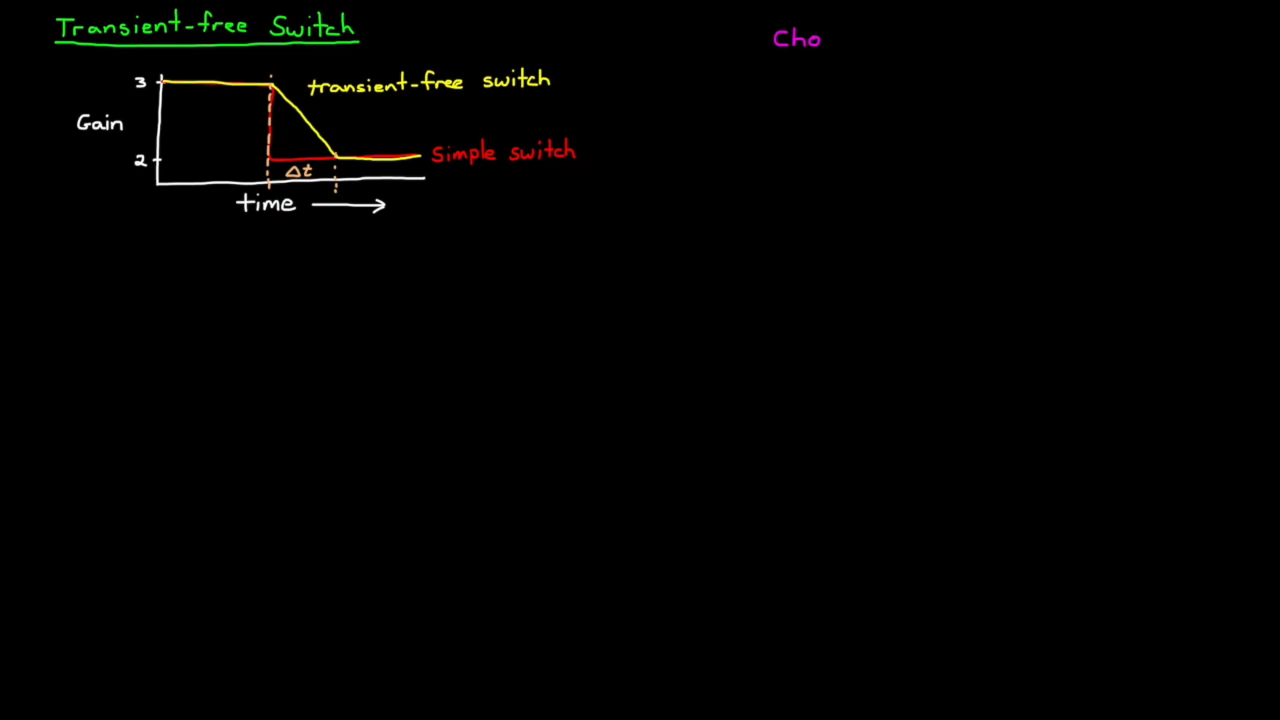 Transient-free Switch
Cho
3
transient-free switch
Gain
2
Simple switch
Δt
time